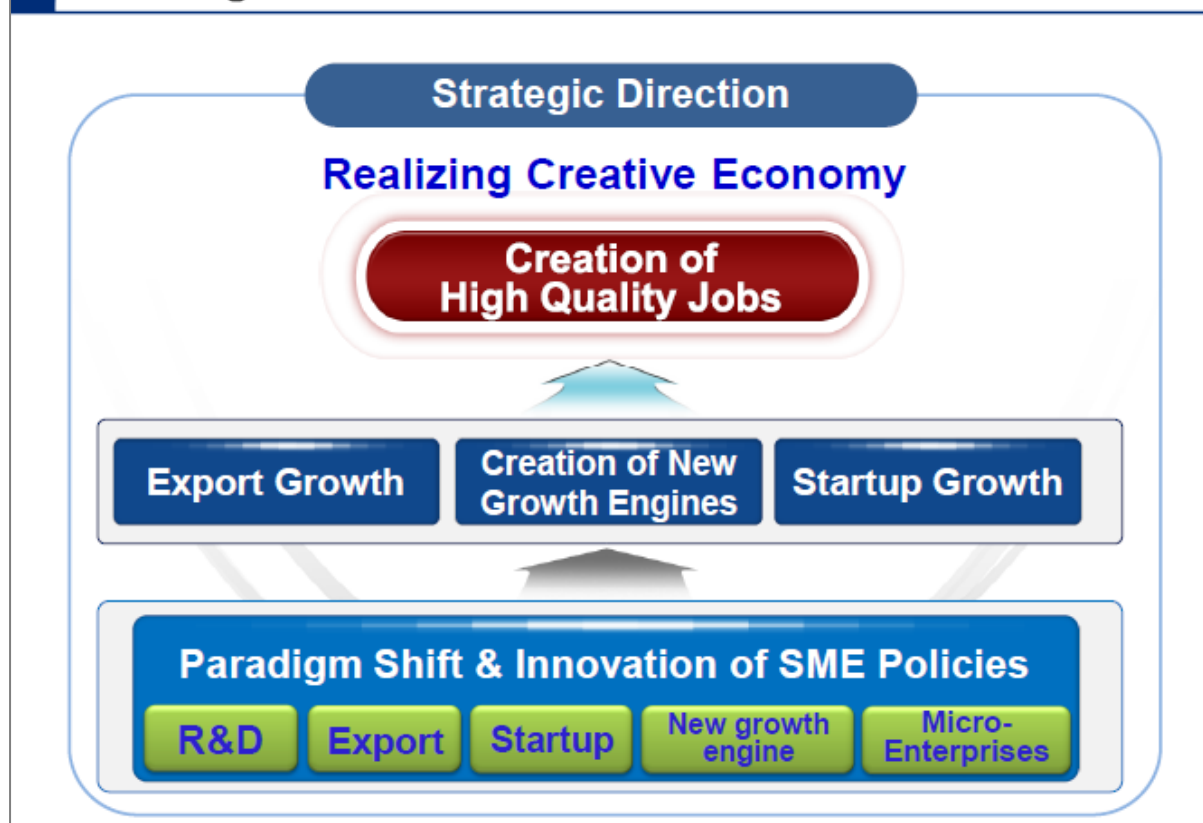 Strategic Direction
Realizing Creative Economy
Creation of
High Quality Jobs
Export Growth
Creation of New
Growth Engines
Startup Growth
Paradigm Shift & Innovation of SME Policies
R&D
Export
Startup
New growth
engine
Micro-
Enterprises